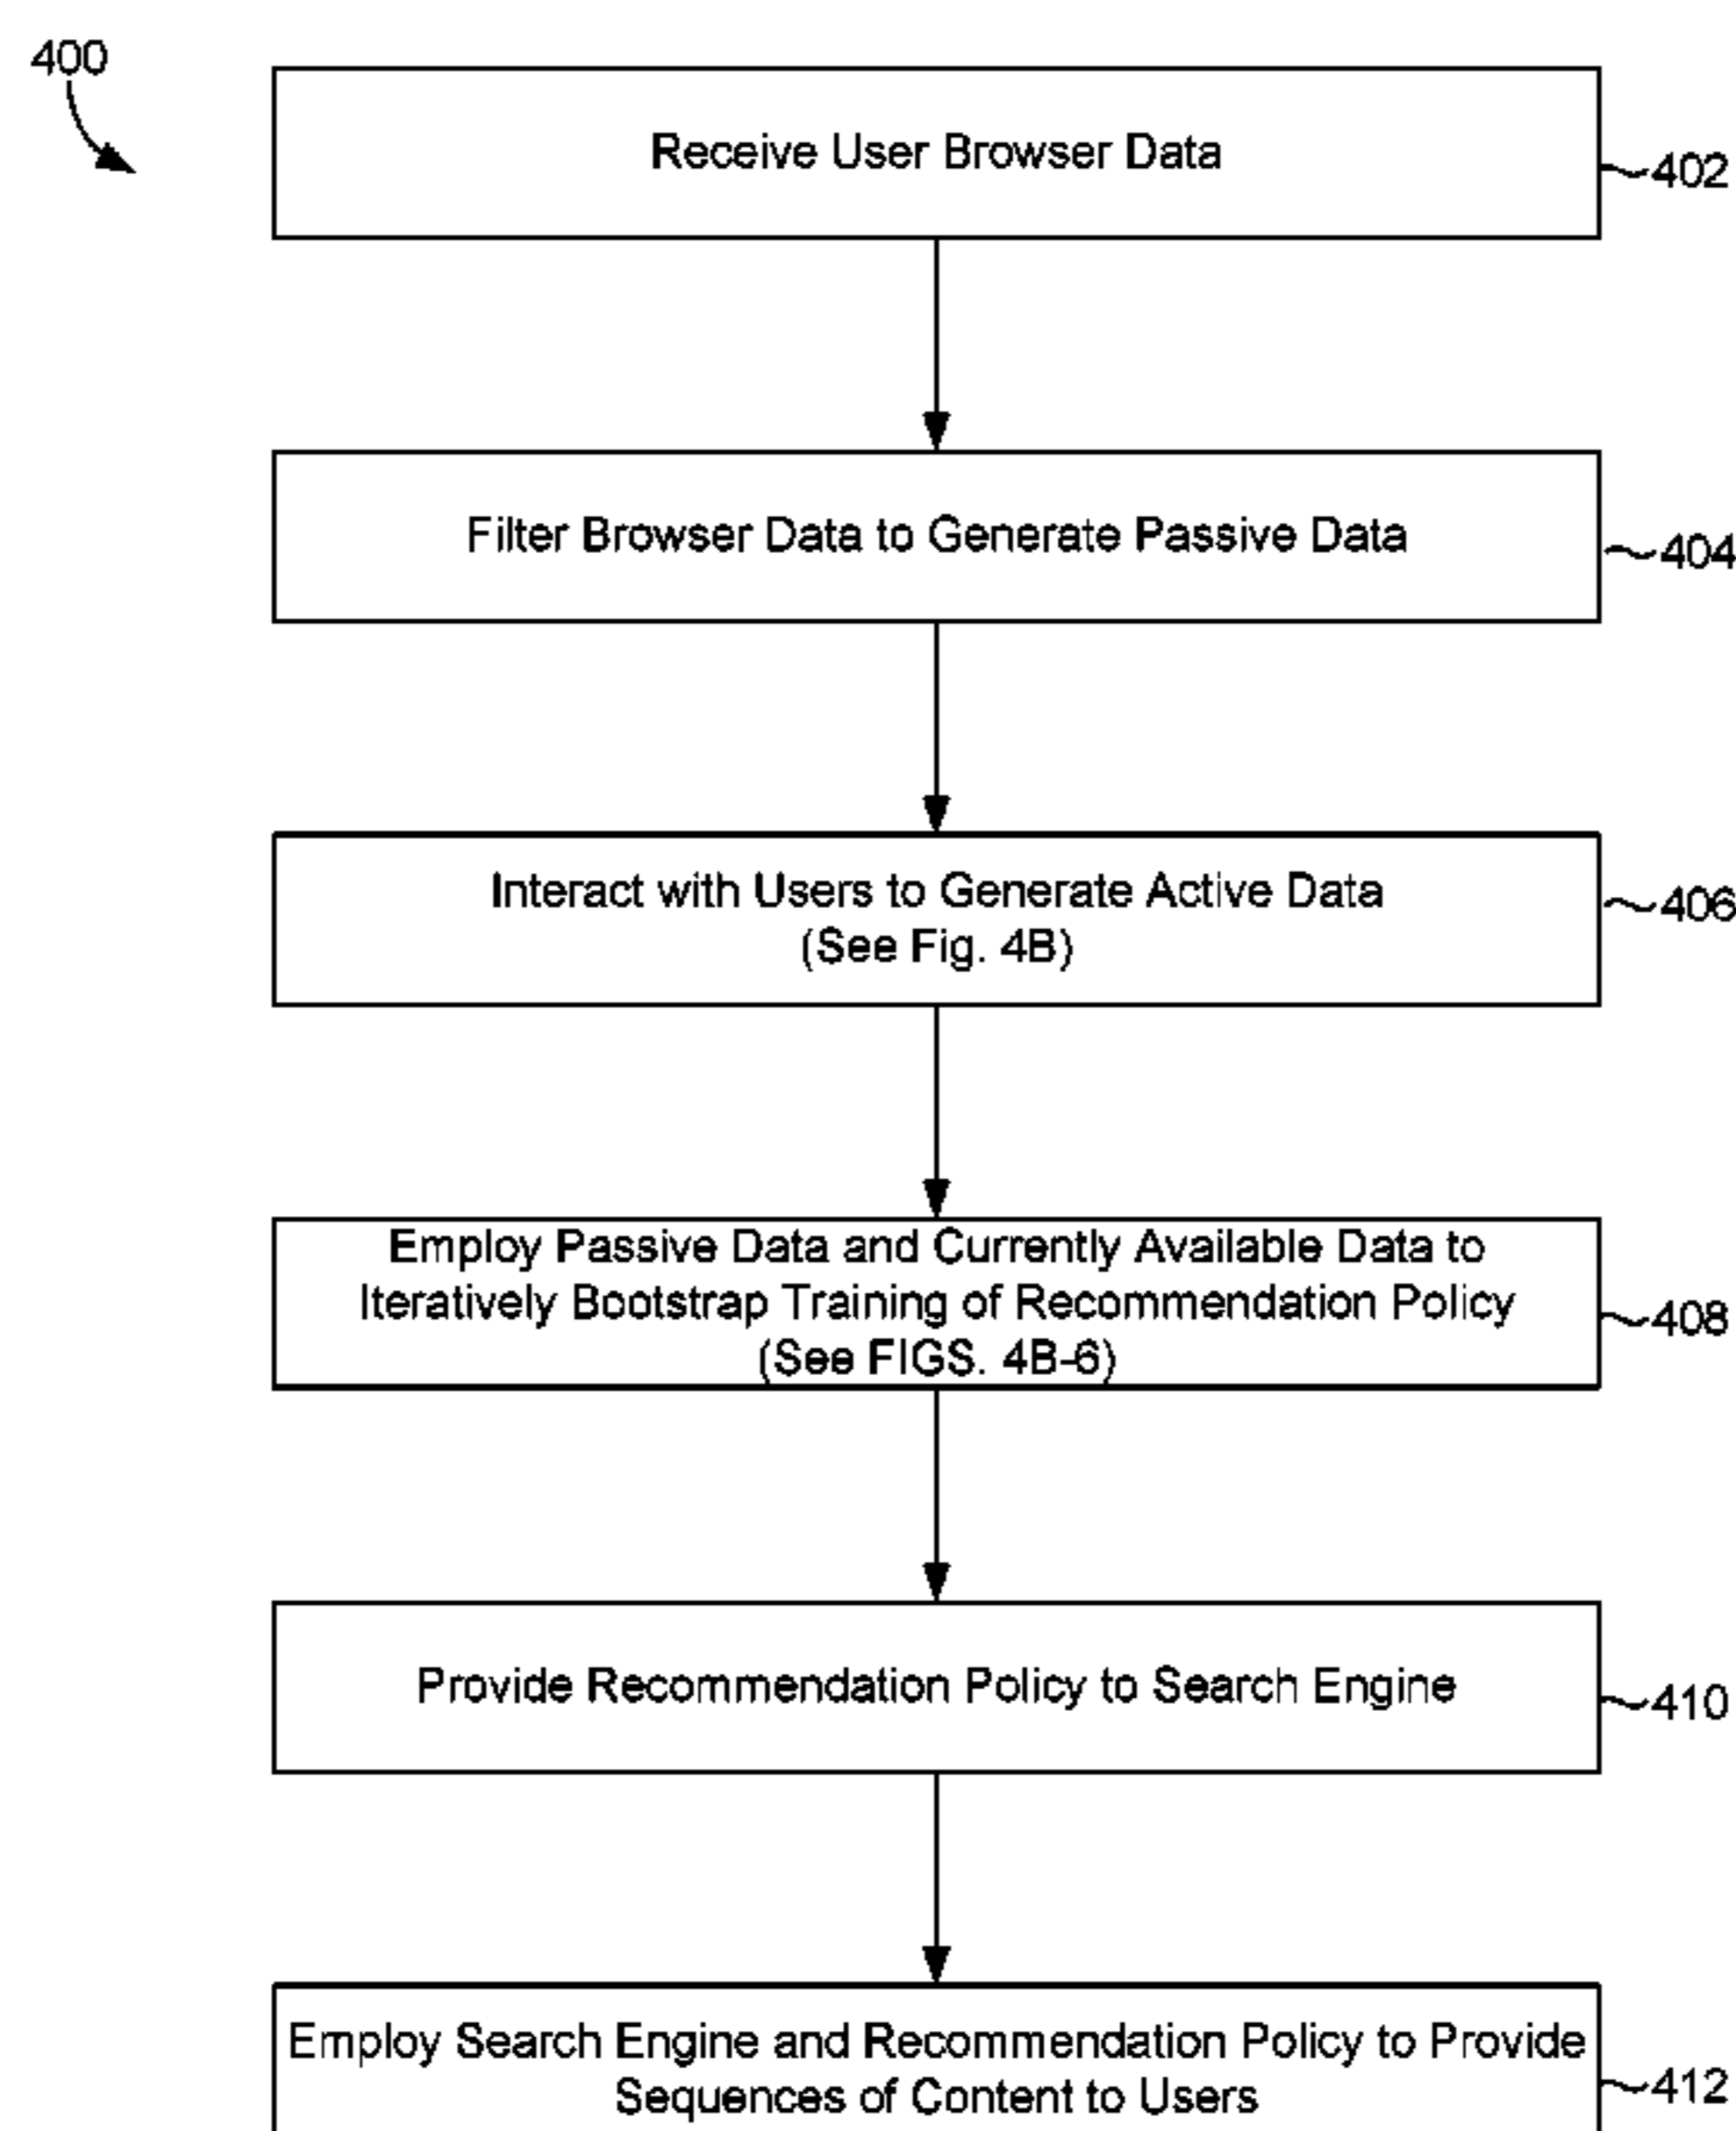 400
Receive User Browser Data
402
Filter Browser Data to Generate Passive Data
404
Interact with Users to Generate Active Data
(See Fig. 4B)
406
Employ Passive Data and Currently Available Data to
Iteratively Bootstrap Training of Recommendation Policy
(See FIGS. 4B-6)
408
Provide Recommendation Policy to Search Engine
410
Employ Search Engine and Recommendation Policy to Provide
Sequences of Content to Users
412